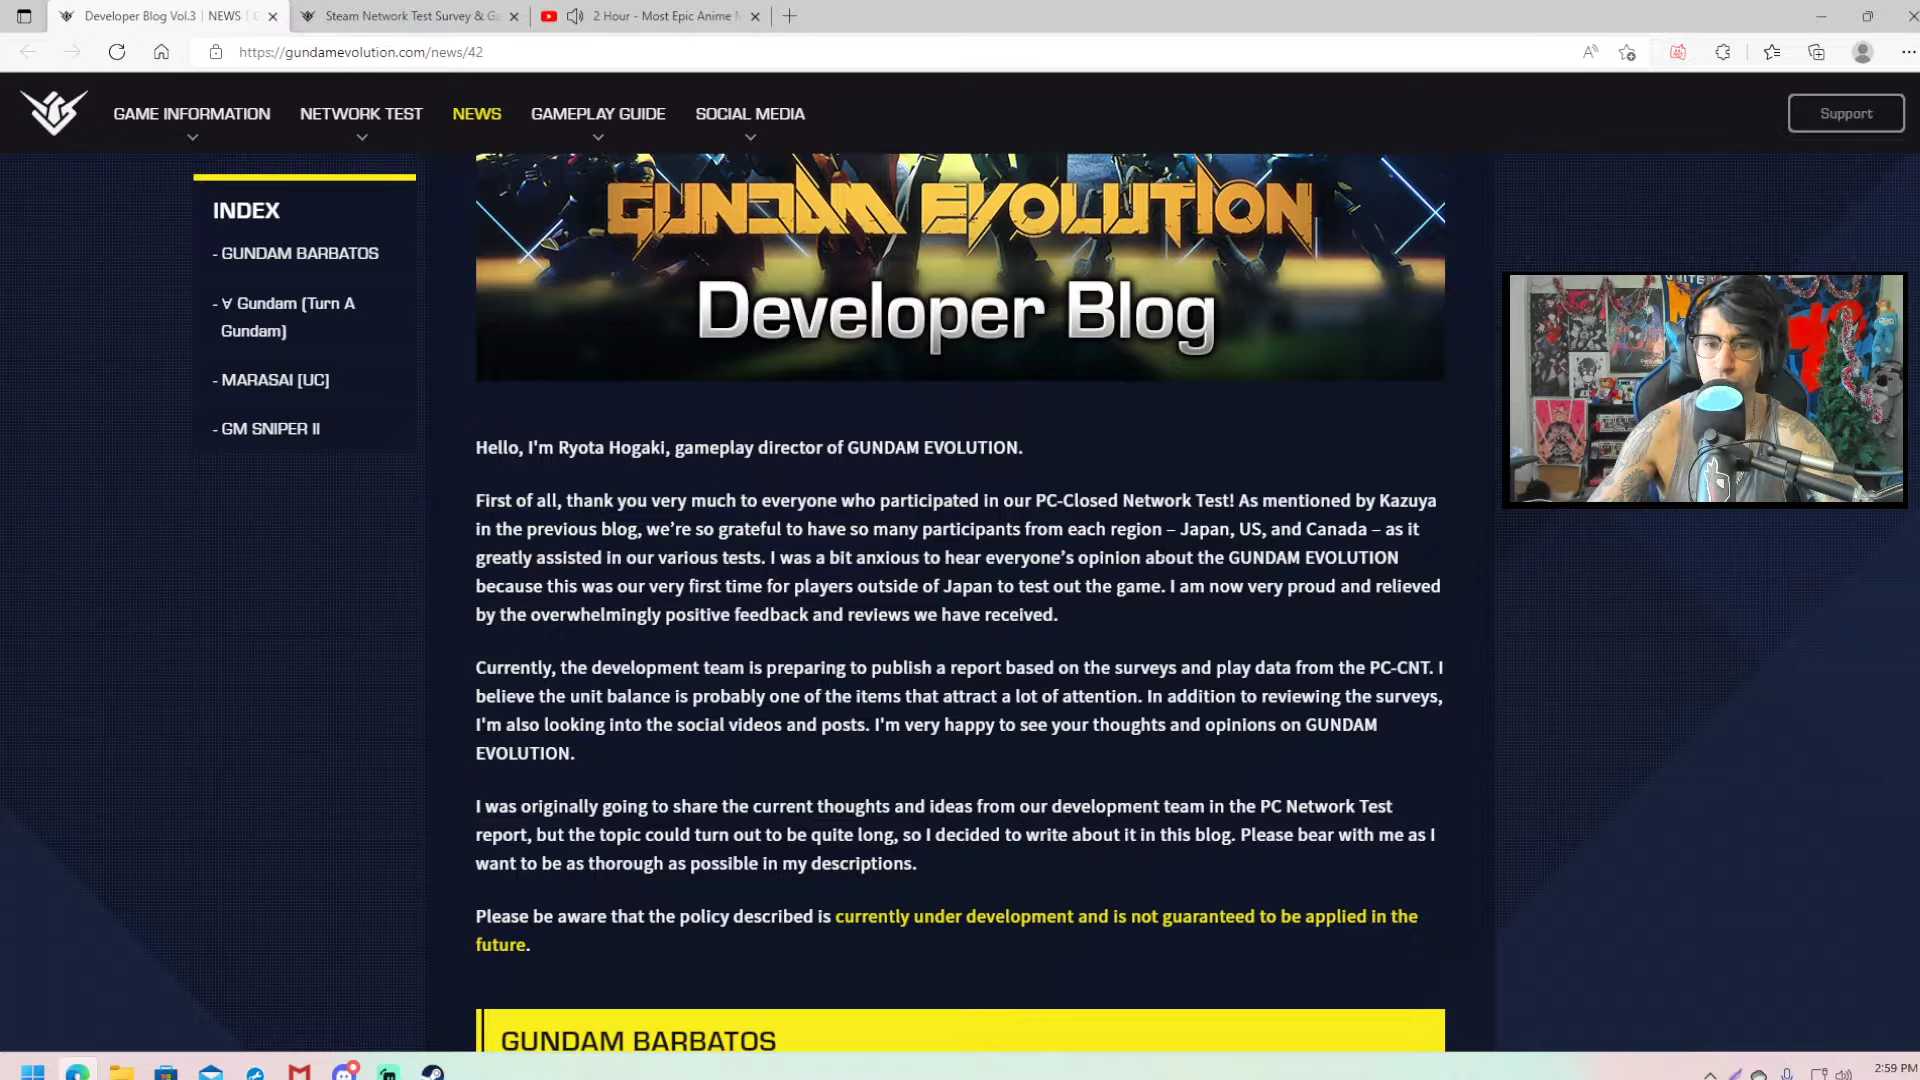 Developer Blog Vol.3 | NEWS |
Steam Network Test Survey & G
2 Hour - Most Epic Anime
https://gundamevolution.com/news/42
GAME INFORMATION NETWORK TEST NEWS GAMEPLAY GUIDE SOCIAL MEDIA
Support
INDEX
- GUNDAM BARBATOS
- ∀ Gundam (Turn A
Gundam)
- MARASAI [UC]
- GM SNIPER II
GUNDAM EVOLUTION
Developer Blog
Hello, I'm Ryota Hogaki, gameplay director of GUNDAM EVOLUTION.
First of all, thank you very much to everyone who participated in our PC-Closed Network Test! As mentioned by Kazuya
in the previous blog, we’re so grateful to have so many participants from each region – Japan, US, and Canada – as it
greatly assisted in our various tests. I was a bit anxious to hear everyone’s opinion about the GUNDAM EVOLUTION
because this was our very first time for players outside of Japan to test out the game. I am now very proud and relieved
by the overwhelmingly positive feedback and reviews we have received.
Currently, the development team is preparing to publish a report based on the surveys and play data from the PC-CNT. I
believe the unit balance is probably one of the items that attract a lot of attention. In addition to reviewing the surveys,
I'm also looking into the social videos and posts. I'm very happy to see your thoughts and opinions on GUNDAM
EVOLUTION.
I was originally going to share the current thoughts and ideas from our development team in the PC Network Test
report, but the topic could turn out to be quite long, so I decided to write about it in this blog. Please bear with me as I
want to be as thorough as possible in my descriptions.
Please be aware that the policy described is currently under development and is not guaranteed to be applied in the
future.
GUNDAM BARBATOS
2:59 PM